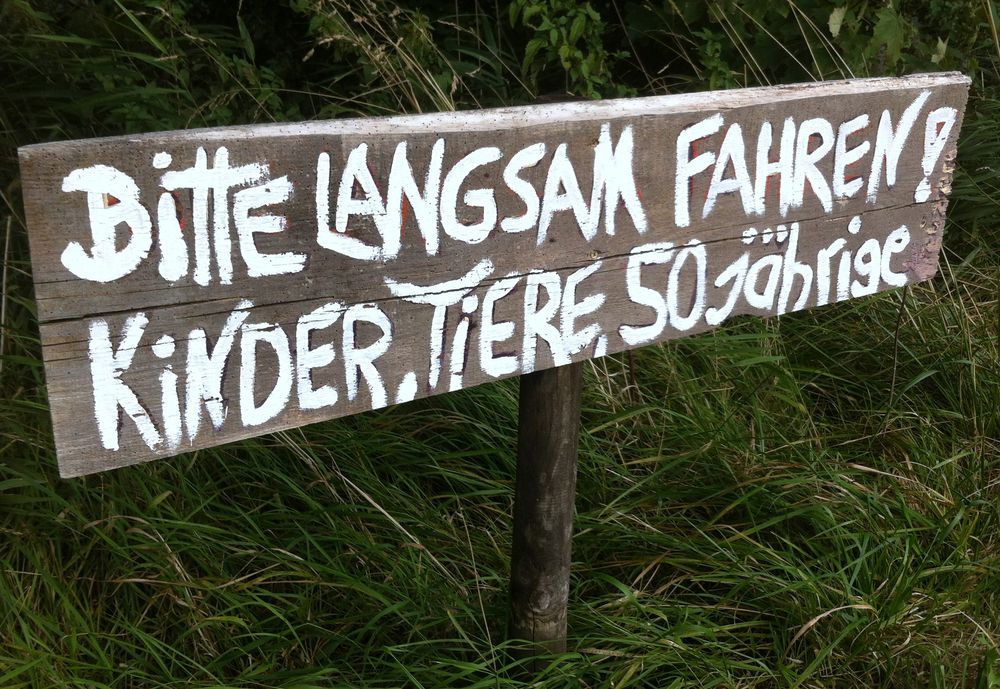 Bitte LANGSAM FAHREN!
KiNDER, TiERE, 50jährige